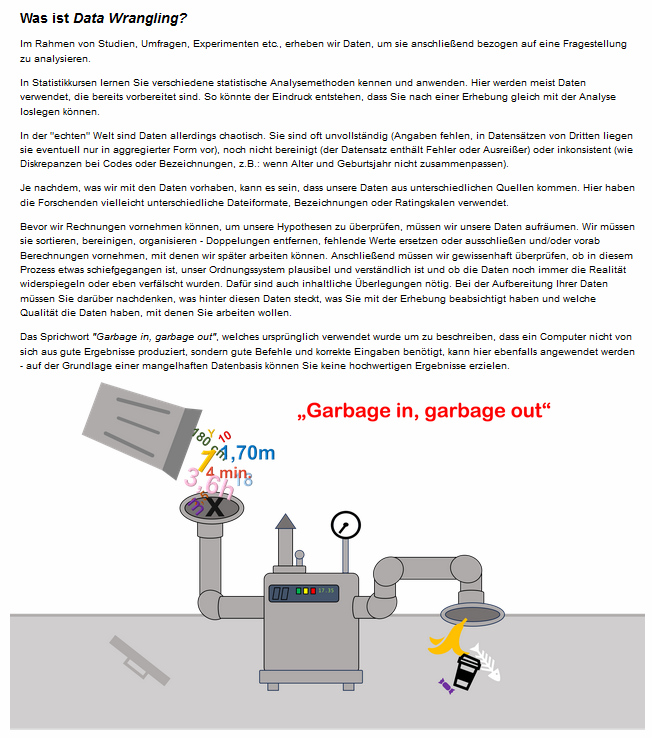 Was ist Data Wrangling?
Im Rahmen von Studien, Umfragen, Experimenten etc., erheben wir Daten, um sie anschließend bezogen auf eine Fragestellung
zu analysieren.
In Statistikkursen lernen Sie verschiedene statistische Analysemethoden kennen und anwenden. Hier werden meist Daten
verwendet, die bereits vorbereitet sind. So könnte der Eindruck entstehen, dass Sie nach einer Erhebung gleich mit der Analyse
loslegen können.
In der "echten" Welt sind Daten allerdings chaotisch. Sie sind oft unvollständig (Angaben fehlen, in Datensätzen von Dritten liegen
sie eventuell nur in aggregierter Form vor), noch nicht bereinigt (der Datensatz enthält Fehler oder Ausreißer) oder inkonsistent (wie
Diskrepanzen bei Codes oder Bezeichnungen, z.B.: wenn Alter und Geburtsjahr nicht zusammenpassen).
Je nachdem, was wir mit den Daten vorhaben, kann es sein, dass unsere Daten aus unterschiedlichen Quellen kommen. Hier haben
die Forschenden vielleicht unterschiedliche Dateiformate, Bezeichnungen oder Ratingskalen verwendet.
Bevor wir Rechnungen vornehmen können, um unsere Hypothesen zu überprüfen, müssen wir unsere Daten aufräumen. Wir müssen
sie sortieren, bereinigen, organisieren - Doppelungen entfernen, fehlende Werte ersetzen oder ausschließen und/oder vorab
Berechnungen vornehmen, mit denen wir später arbeiten können. Anschließend müssen wir gewissenhaft überprüfen, ob in diesem
Prozess etwas schiefgegangen ist, unser Ordnungssystem plausibel und verständlich ist und ob die Daten noch immer die Realität
widerspiegeln oder eben verfälscht wurden. Dafür sind auch inhaltliche Überlegungen nötig. Bei der Aufbereitung Ihrer Daten
müssen Sie darüber nachdenken, was hinter diesen Daten steckt, was Sie mit der Erhebung beabsichtigt haben und welche
Qualität die Daten haben, mit denen Sie arbeiten wollen.
Das Sprichwort "Garbage in, garbage out", welches ursprünglich verwendet wurde um zu beschreiben, dass ein Computer nicht von
sich aus gute Ergebnisse produziert, sondern gute Befehle und korrekte Eingaben benötigt, kann hier ebenfalls angewendet werden
- auf der Grundlage einer mangelhaften Datenbasis können Sie keine hochwertigen Ergebnisse erzielen.
„Garbage in, garbage out“
Y
10
180 cm
1,70m
1
4 min.
3,6h
18
m
X
17.35